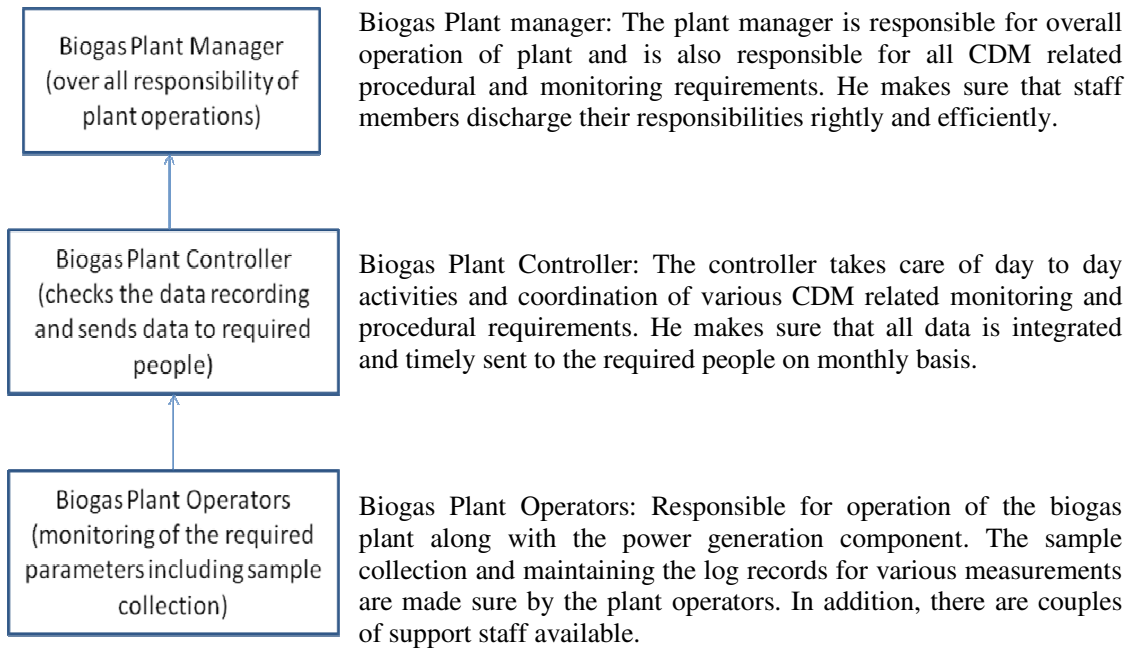 Biogas Plant Manager
(over all responsibility of
plant operations)
Biogas Plant manager: The plant manager is responsible for overall
operation of plant and is also responsible for all CDM related
procedural and monitoring requirements. He makes sure that staff
members discharge their responsibilities rightly and efficiently.
Biogas Plant Controller
(checks the data recording
and sends data to required
people)
Biogas Plant Controller: The controller takes care of day to day
activities and coordination of various CDM related monitoring and
procedural requirements. He makes sure that all data is integrated
and timely sent to the required people on monthly basis.
Biogas Plant Operators
(monitoring of the required
parameters including sample
collection)
Biogas Plant Operators: Responsible for operation of the biogas
plant along with the power generation component. The sample
collection and maintaining the log records for various measurements
are made sure by the plant operators. In addition, there are couples
of support staff available.